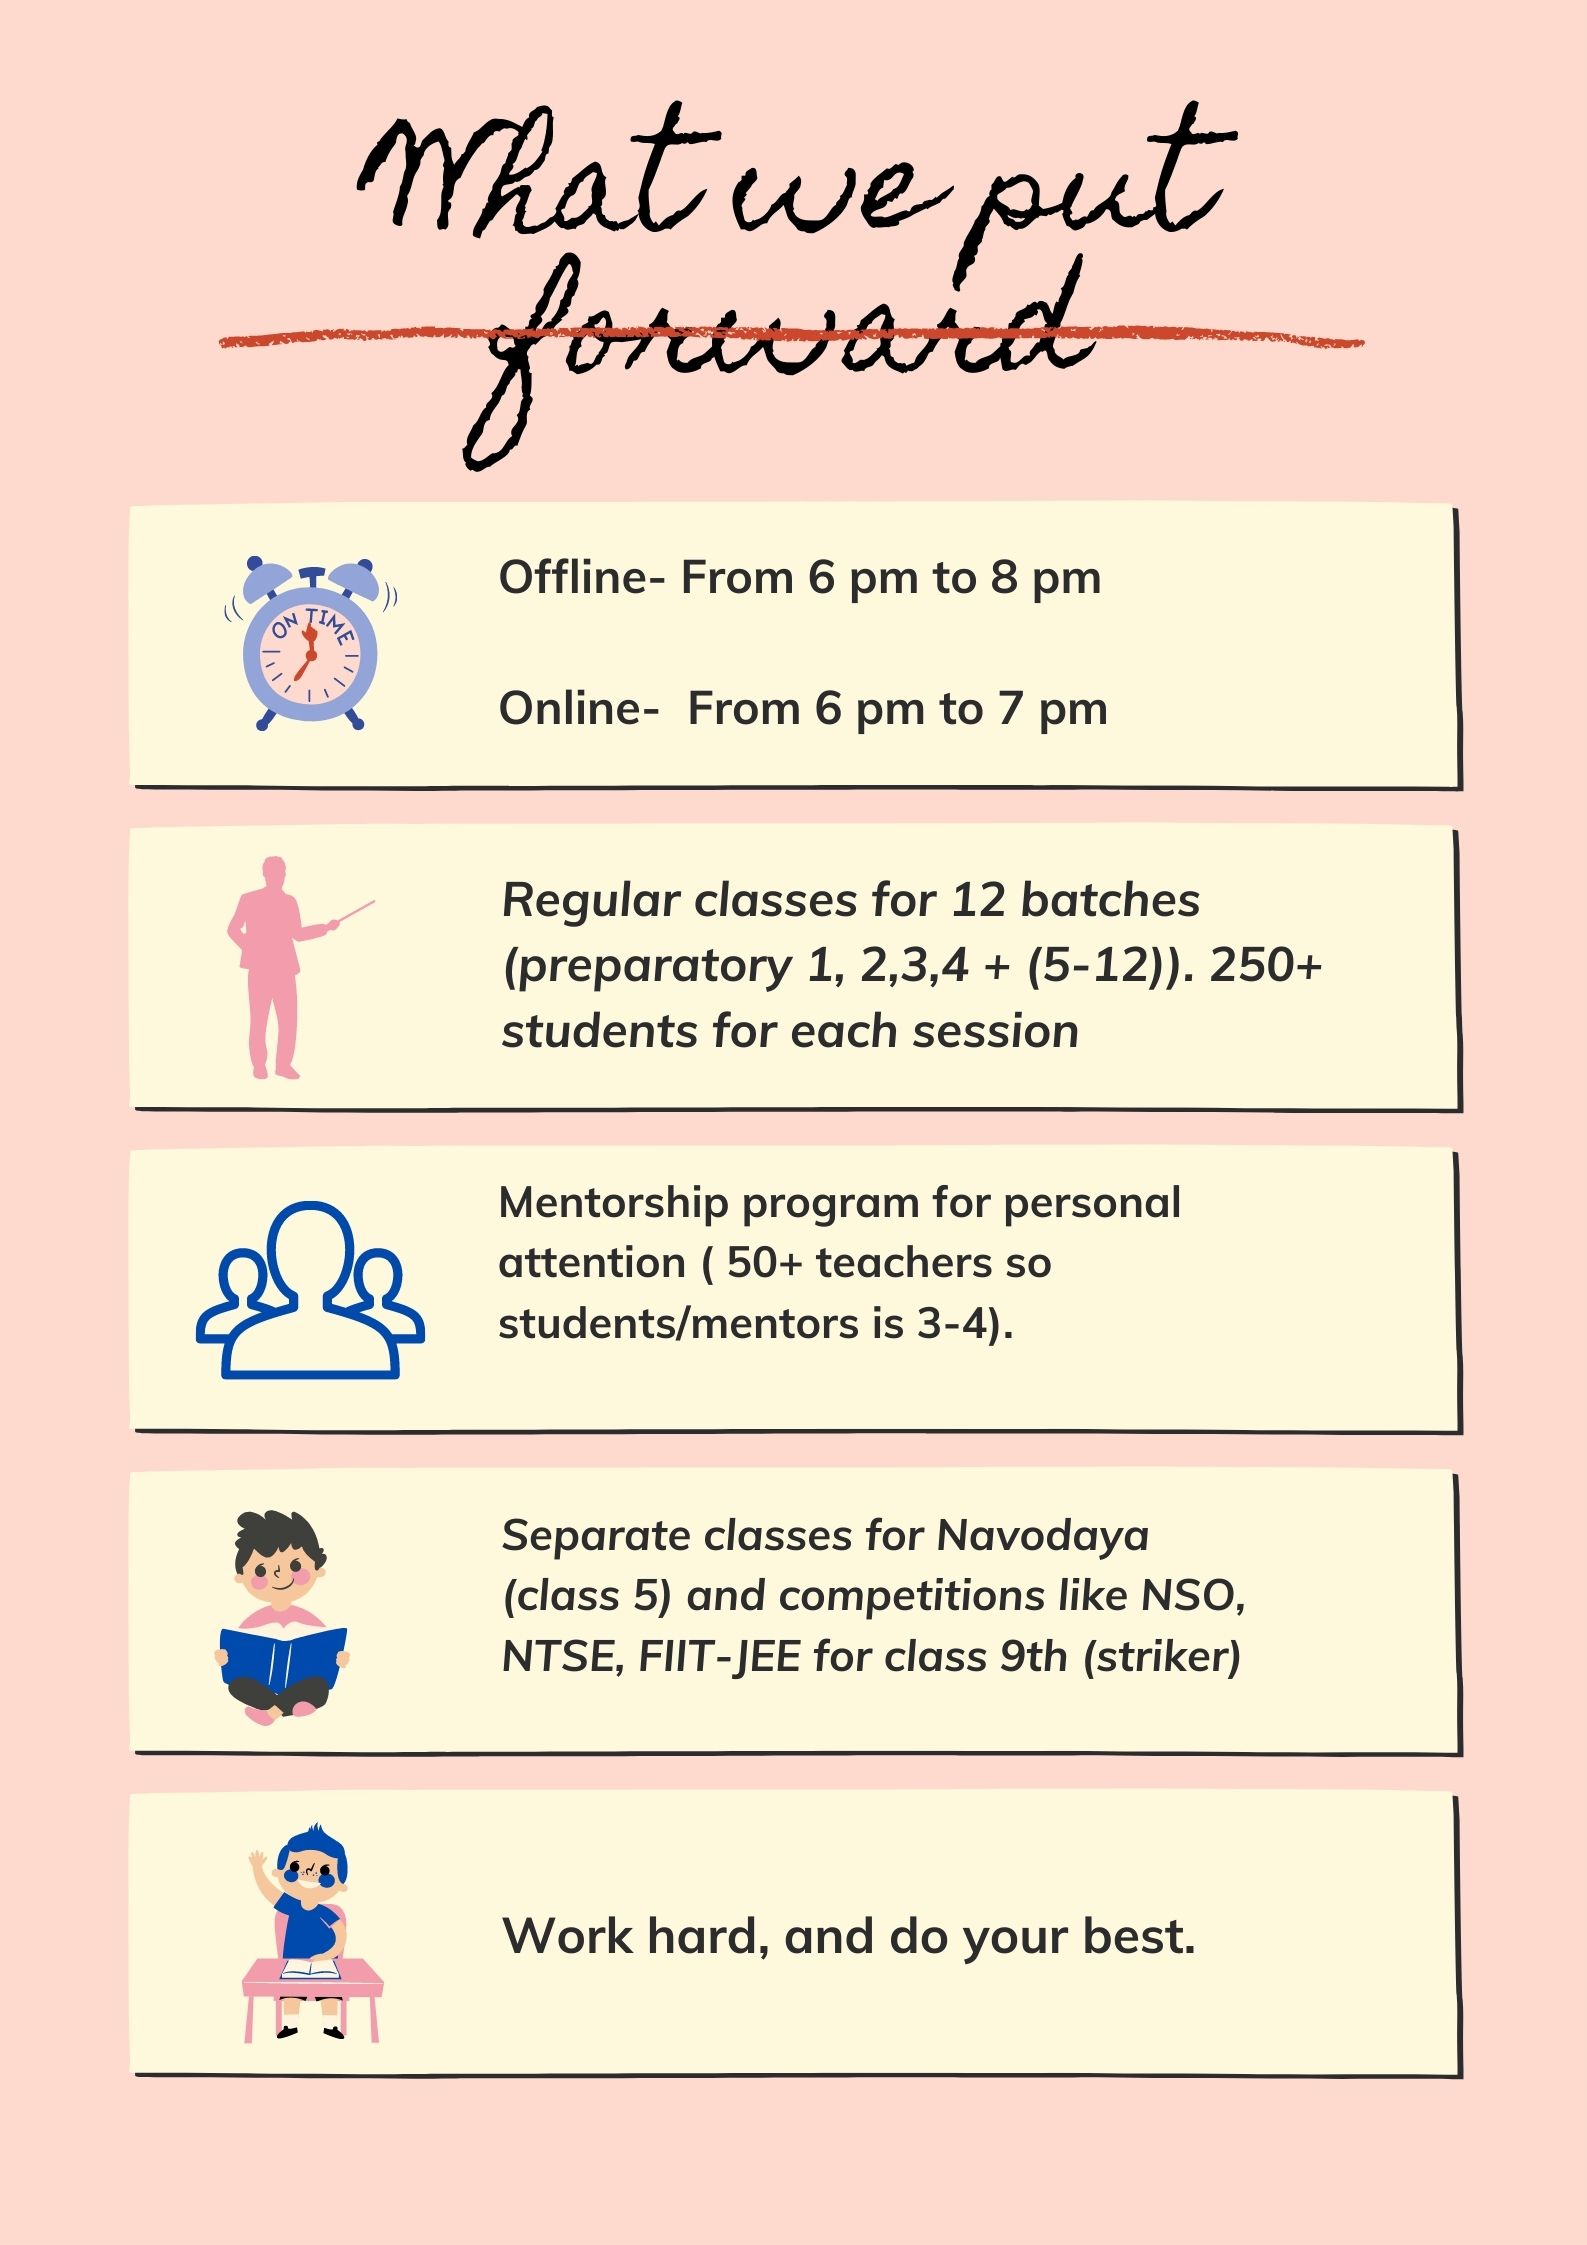 What we put
forward
ON TIME
Offline- From 6 pm to 8 pm
Online-  From 6 pm to 7 pm
Regular classes for 12 batches
(preparatory 1, 2,3,4 + (5-12)). 250+
students for each session
Mentorship program for personal
attention ( 50+ teachers so
students/mentors is 3-4).
Separate classes for Navodaya
(class 5) and competitions like NSO,
NTSE, FIIT-JEE for class 9th (striker)
Work hard, and do your best.